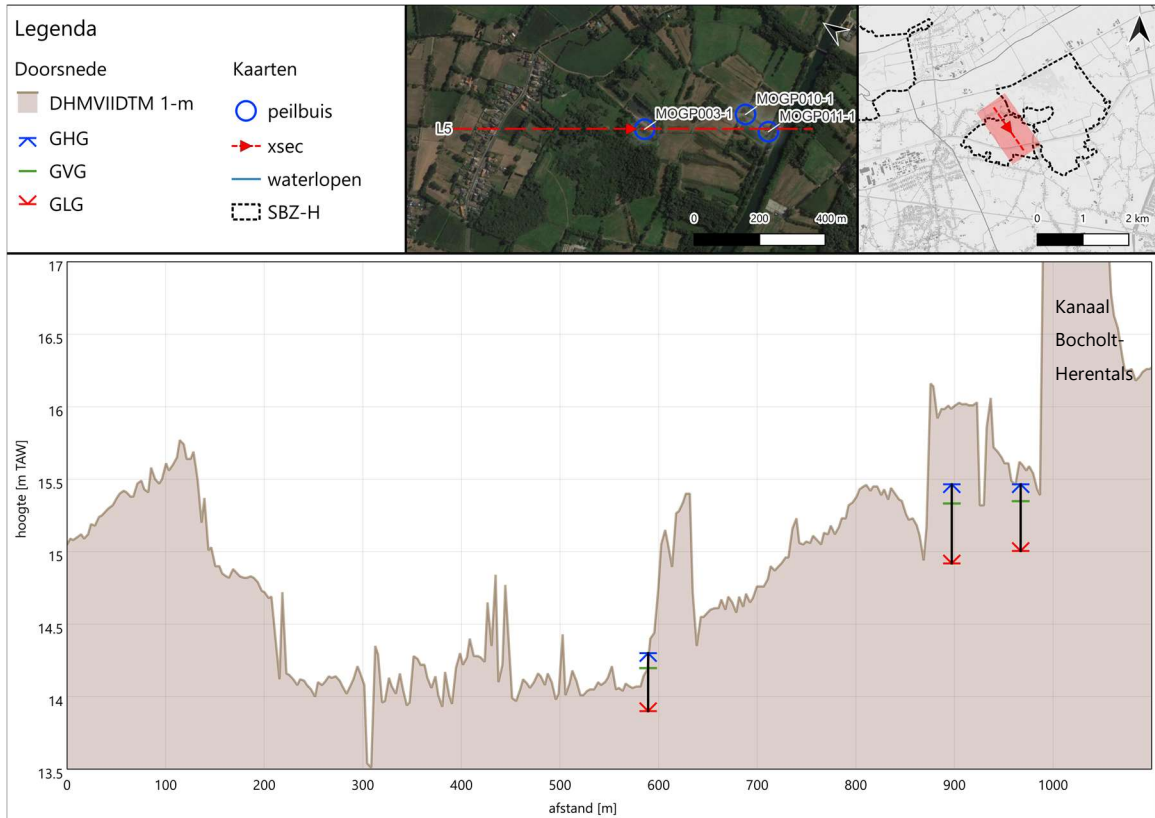 Legenda
Doorsnede
DHMVIIDTM 1-m
GHG
GVG
GLG
Kaarten
peilbuis
xsec
waterlopen
SBZ-H
L5
MOGP003-1
MOGP010-1
MOGP011-1
0 200 400 m
0 1 2 km
hoogte [m TAW]
17
16.5
16
15.5
15
14.5
14
13.5
Kanaal
Bocholt-
Herentals
0 100 200 300 400 500 600 700 800 900 1000
afstand [m]